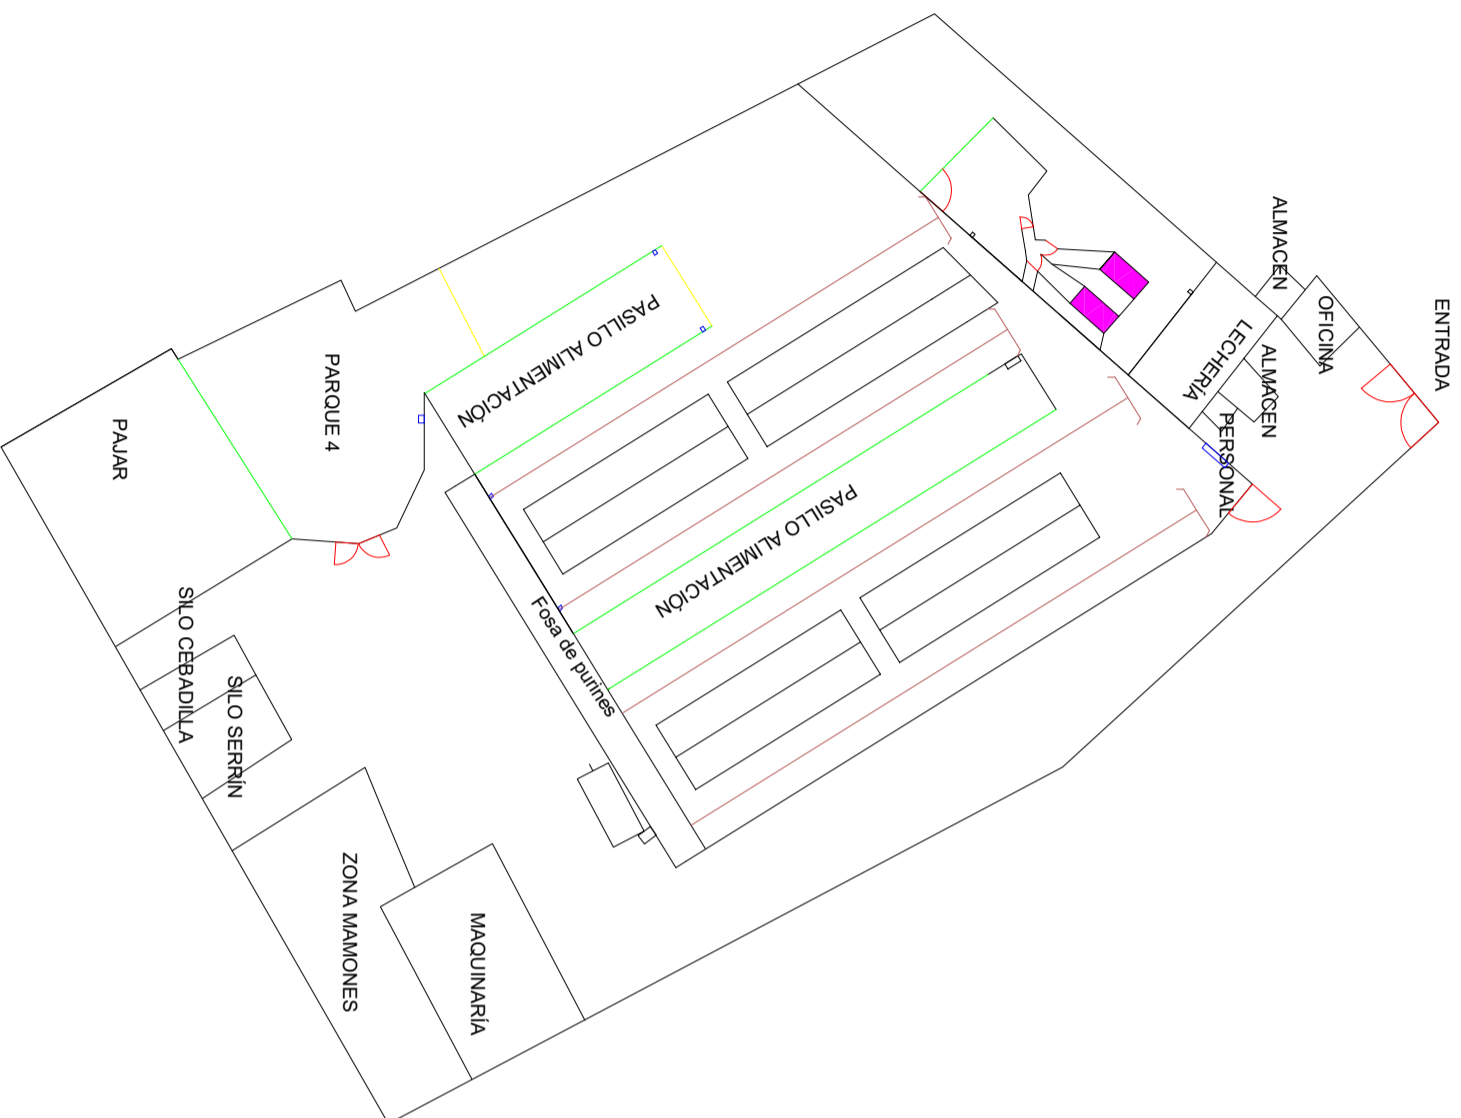 ENTRADA
ALMACEN
OFICINA
LECHERÍA
ALMACEN
PERSONAL
PASILLO ALIMENTACIÓN
PARQUE 4
PAJAR
PASILLO ALIMENTACIÓN
Fosa de purines
SILO CEBADILLA
SILO SERRÍN
ZONA MAMONES
MAQUINARÍA